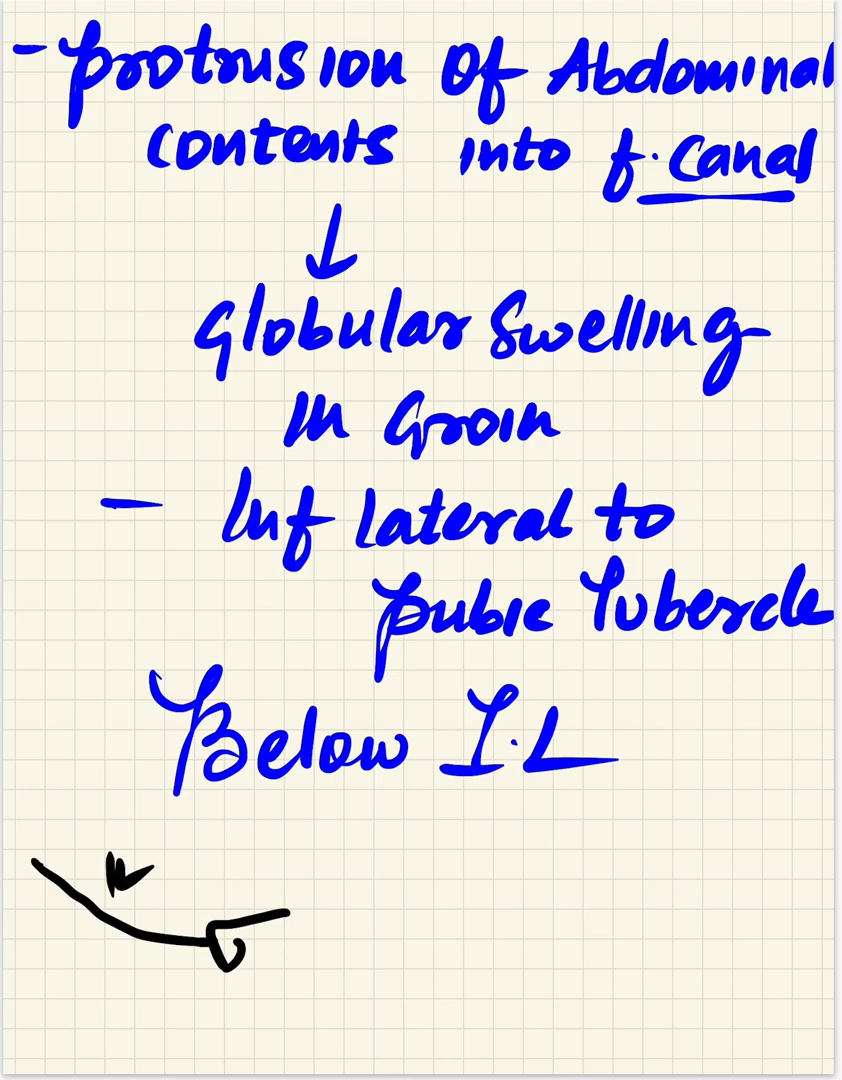 - Protrusion Of Abdominal
Contents into f. Canal
↓
Globular Swelling
In Groin
- Inf lateral to
pubic Tubercle
Below I.L